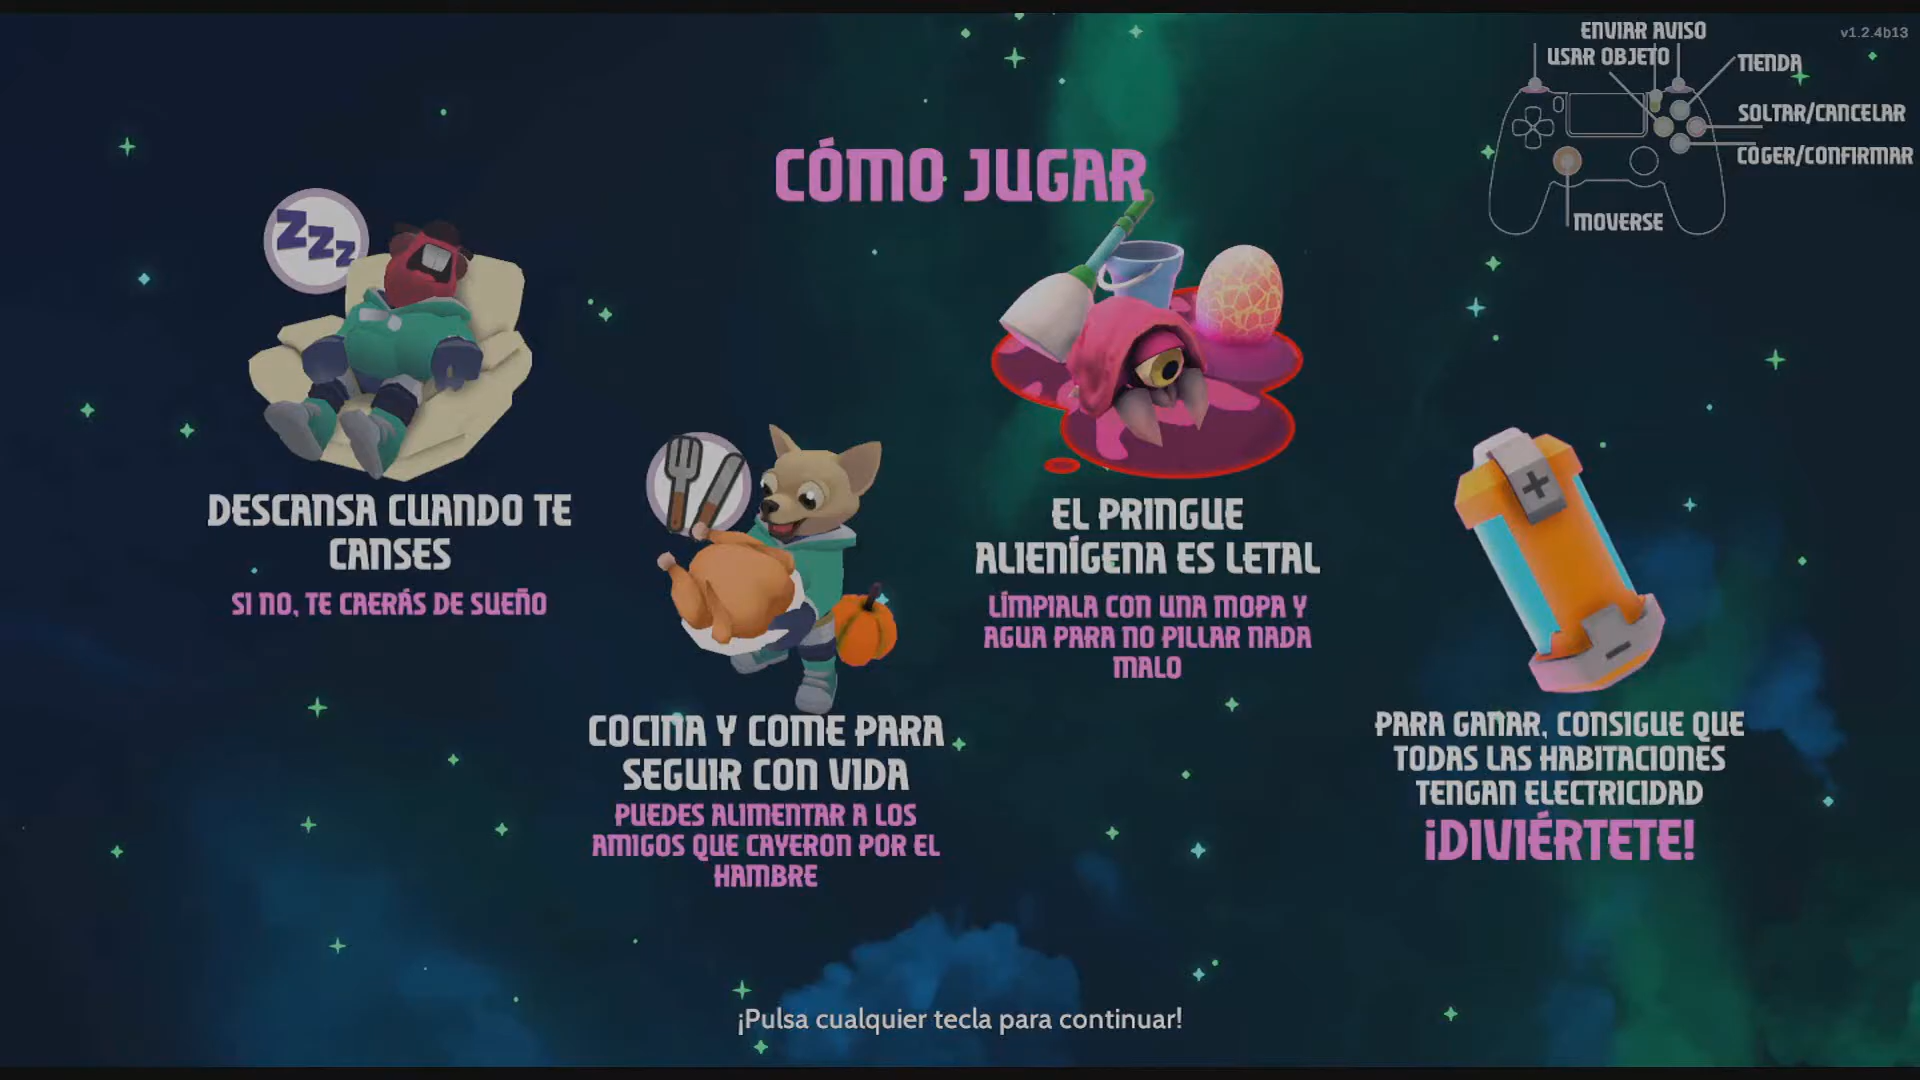 ENVIAR AVISO
USAR OBJETO
TIENDA
v1.2.4b13
SOLTAR/CANCELAR
COGER/CONFIRMAR
MOVERSE
CÓMO JUGAR
ZZZ
DESCANSA CUANDO TE
CANSES
SI NO, TE CAERÁS DE SUEÑO
COCINA Y COME PARA
SEGUIR CON VIDA
PUEDES ALIMENTAR A LOS
AMIGOS QUE CAYERON POR EL
HAMBRE
EL PRINGUE
ALIENÍGENA ES LETAL
LÍMPIALA CON UNA MOPA Y
AGUA PARA NO PILLAR NADA
MALO
PARA GANAR, CONSIGUE QUE
TODAS LAS HABITACIONES
TENGAN ELECTRICIDAD
¡DIVIÉRTETE!
¡Pulsa cualquier tecla para continuar!